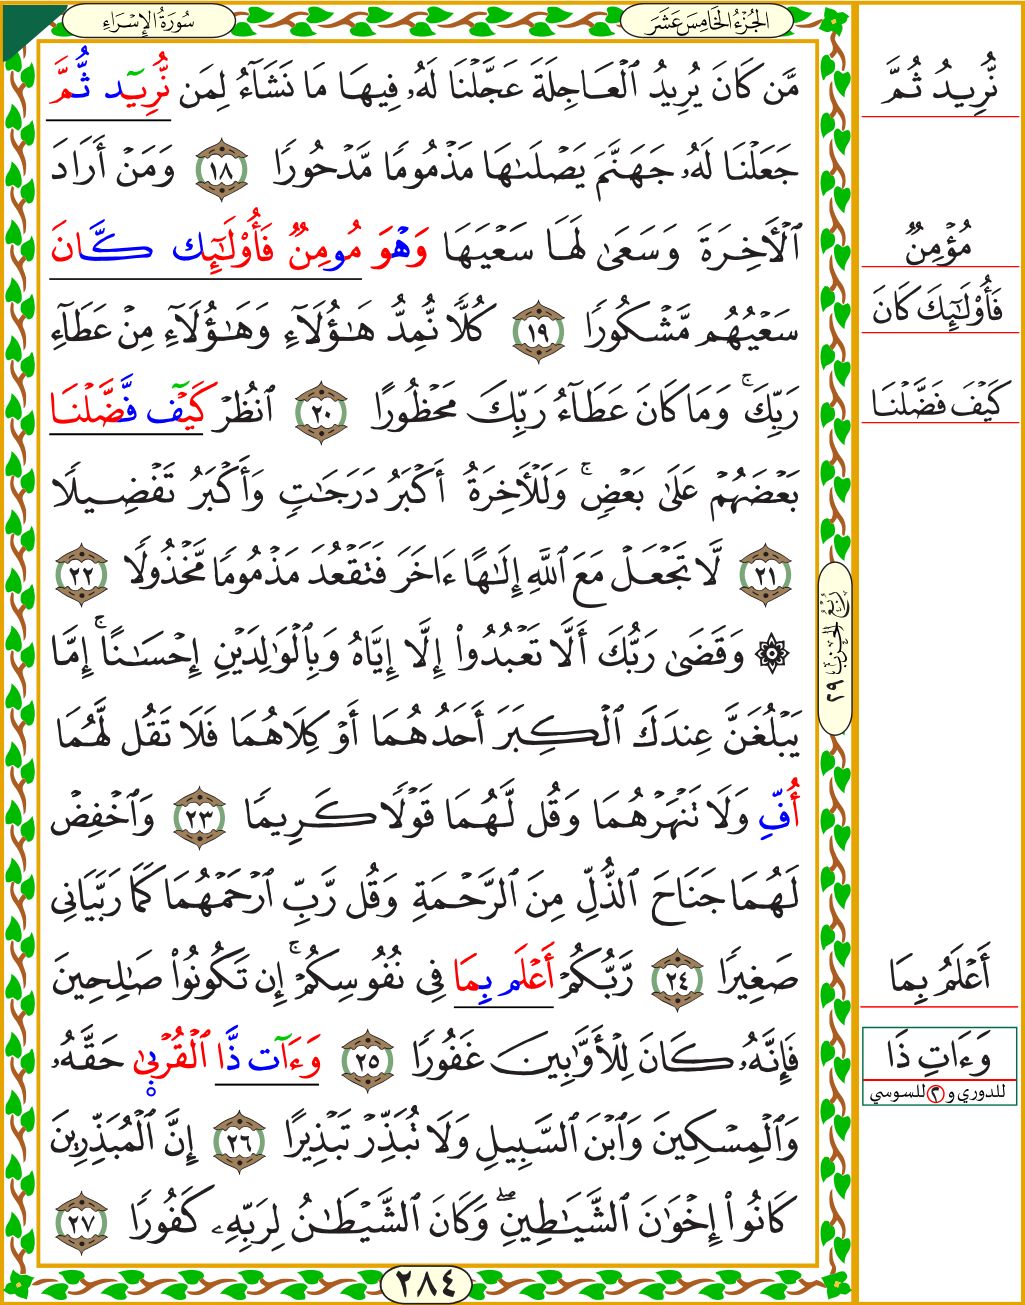 سُورَةُ الإِسْرَاءِ
الجُزْءُ الخَامِسَ عَشَرَ
مَّن كَانَ يُرِيدُ ٱلۡعَاجِلَةَ عَجَّلۡنَا لَهُۥ فِيهَا مَا نَشَآءُ لِمَن نُّرِيٓد ثُّمَّ
جَعَلۡنَا لَهُۥ جَهَنَّمَ يَصۡلَىٰهَا مَذۡمُومٗا مَّدۡحُورٗا ١٨ وَمَنۡ أَرَادَ
ٱلۡأٓخِرَةَ وَسَعَىٰ لَهَا سَعۡيَهَا وَهۡوَ مُومِنٞ فَأُوْلَٰٓئِك كَّانَ
سَعۡيُهُم مَّشۡكُورٗا ١٩ كُلّٗا نُّمِدُّ هَٰٓؤُلَآءِ وَهَٰٓؤُلَآءِ مِنۡ عَطَآءِ
رَبِّكَۚ وَمَا كَانَ عَطَآءُ رَبِّكَ مَحۡظُورًا ٢٠ ٱنظُرۡ كَيۡٓف فَّضَّلۡنَا
بَعۡضَهُمۡ عَلَىٰ بَعۡضٖۚ وَلَلۡأٓخِرَةُ أَكۡبَرُ دَرَجَٰتٖ وَأَكۡبَرُ تَفۡضِيلٗا
٢١ لَّا تَجۡعَلۡ مَعَ ٱللَّهِ إِلَٰهًا ءَاخَرَ فَتَقۡعُدَ مَذۡمُومٗا مَّخۡذُولٗا ٢٢
۞ وَقَضَىٰ رَبُّكَ أَلَّا تَعۡبُدُوٓاْ إِلَّآ إِيَّاهُ وَبِٱلۡوَٰلِدَيۡنِ إِحۡسَٰنًاۚ إِمَّا
يَبۡلُغَنَّ عِندَكَ ٱلۡكِبَرَ أَحَدُهُمَآ أَوۡ كِلَاهُمَا فَلَا تَقُل لَّهُمَآ
أُفِّ وَلَا تَنۡهَرۡهُمَا وَقُل لَّهُمَا قَوۡلٗا كَرِيمٗا ٢٣ وَٱخۡفِضۡ
لَهُمَا جَنَاحَ ٱلذُّلِّ مِنَ ٱلرَّحۡمَةِ وَقُل رَّبِّ ٱرۡحَمۡهُمَا كَمَا رَبَّيَانِي
صَغِيرٗا ٢٤ رَّبُّكُمۡ أَعۡلَم بِمَا فِي نُفُوسِكُمۡۚ إِن تَكُونُواْ صَٰلِحِينَ
فَإِنَّهُۥ كَانَ لِلۡأَوَّٰبِينَ غَفُورٗا ٢٥ وَءَآت ذَّا ٱلۡقُرۡبٜىٰ حَقَّهُۥ
وَٱلۡمِسۡكِينَ وَٱبۡنَ ٱلسَّبِيلِ وَلَا تُبَذِّرۡ تَبۡذِيرًا ٢٦ إِنَّ ٱلۡمُبَذِّرِينَ
كَانُوٓاْ إِخۡوَٰنَ ٱلشَّيَٰطِينِۖ وَكَانَ ٱلشَّيۡطَٰنُ لِرَبِّهِۦ كَفُورٗا ٢٧
٢٨٤
رُبْعُ الحِزْبِ ٢٩
نُّرِيدُ ثُمَّ
مُؤۡمِنٞ
فَأُوْلَٰٓئِكَ كَانَ
كَيۡفَ فَضَّلۡنَا
أَعۡلَمُ بِمَا
وَءَاتِ ذَا
للدوري و ٢ للسوسي